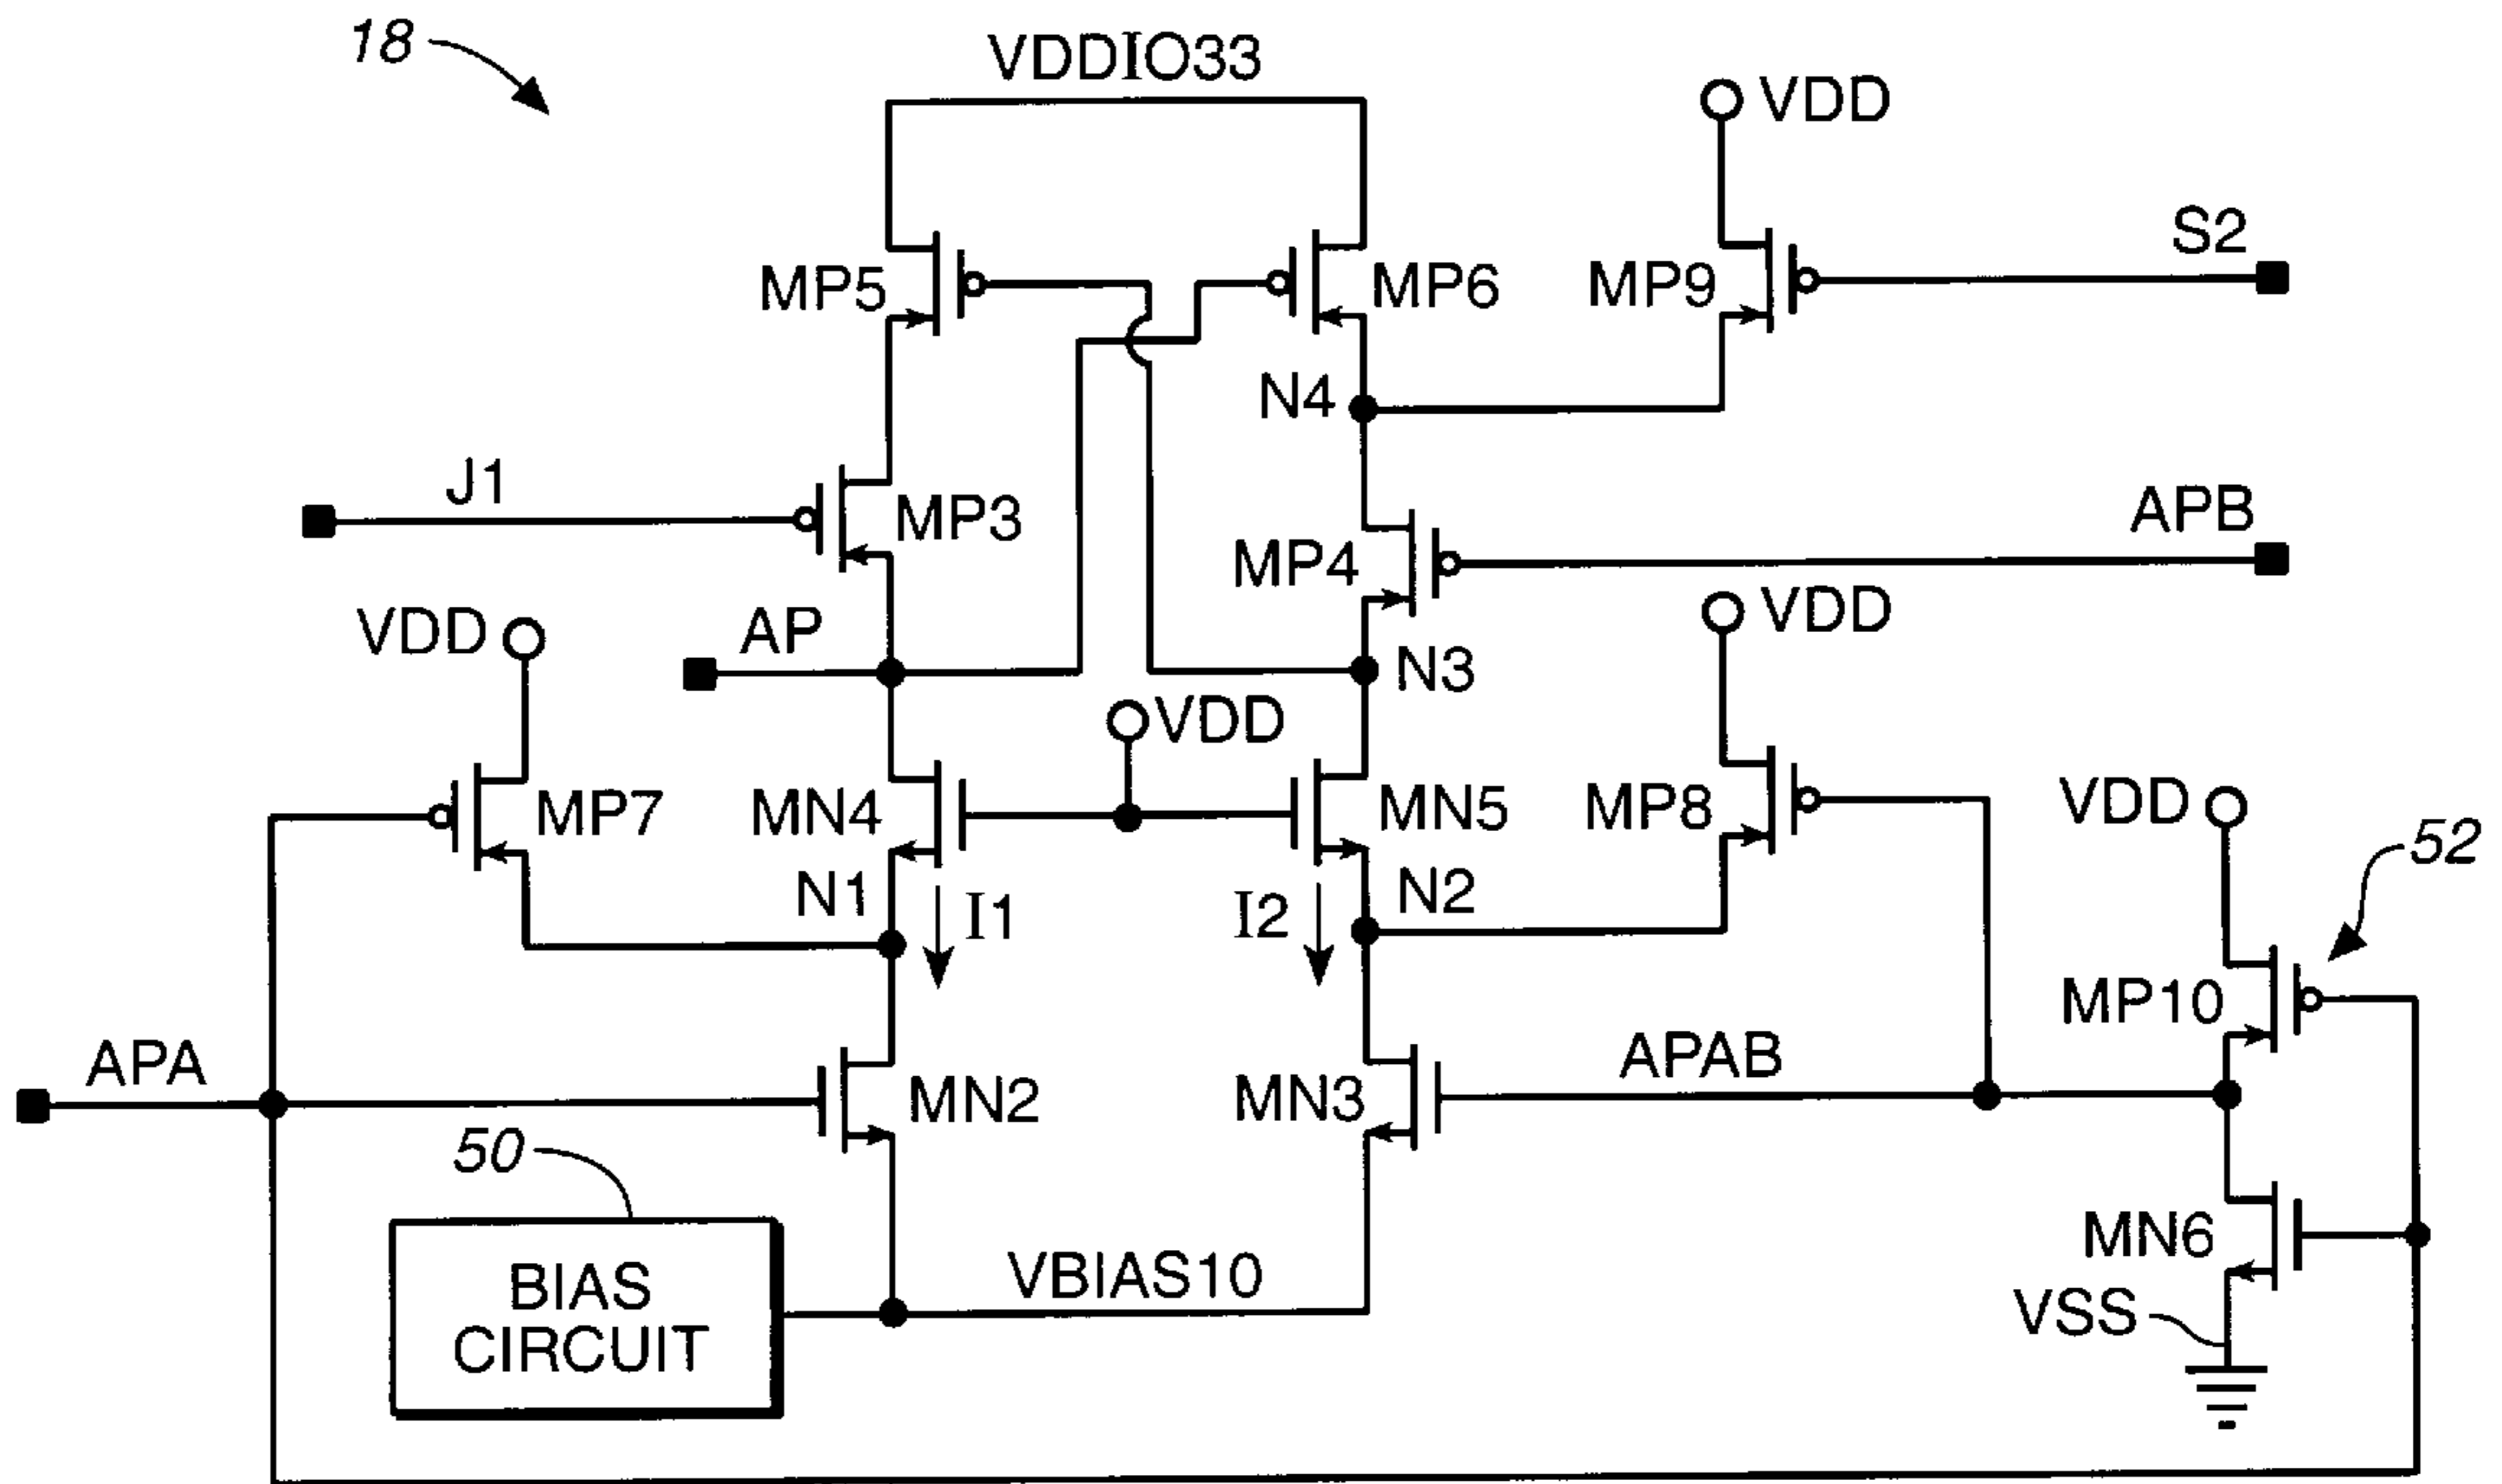 18
VDDIO33
VDD
S2
MP5
MP6
MP9
N4
J1
APB
MP3
MP4
VDD
AP
VDD
N3
VDD
MP7
MN4
MN5
MP8
VDD
52
N1
I1
I2
N2
MP10
APA
MN2
MN3
APAB
50
MN6
BIAS
CIRCUIT
VBIAS10
VSS